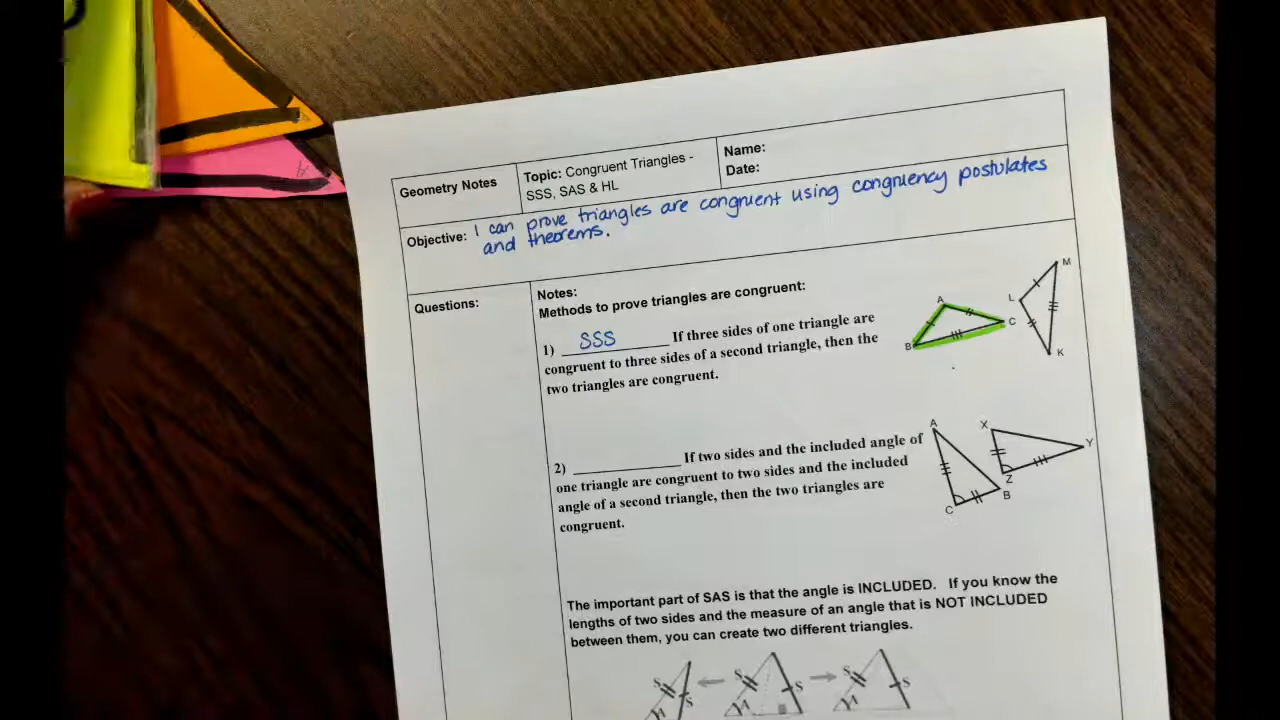 Geometry Notes
Topic: Congruent Triangles -
SSS, SAS & HL
Name:
Date:
Objective: I can prove triangles are congruent using congruency postulates
and theorems.
Questions:
Notes:
Methods to prove triangles are congruent:
1) SSS If three sides of one triangle are
congruent to three sides of a second triangle, then the
two triangles are congruent.
A
B
C
L
M
K
2) __________ If two sides and the included angle of
one triangle are congruent to two sides and the included
angle of a second triangle, then the two triangles are
congruent.
A
C
B
X
Y
Z
The important part of SAS is that the angle is INCLUDED. If you know the
lengths of two sides and the measure of an angle that is NOT INCLUDED
between them, you can create two different triangles.
S S
S S
S S